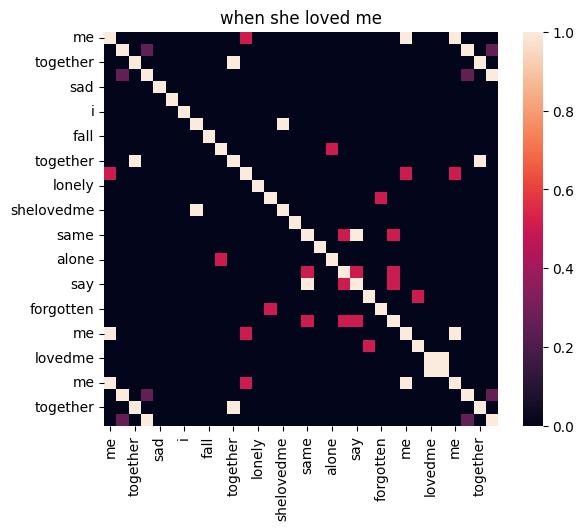 when she loved me
me
together
sad
i
fall
together
lonely
shelovedme
same
alone
say
forgotten
me
lovedme
me
together
1.0
0.8
0.6
0.4
0.2
0.0
me
together
sad
i
fall
together
lonely
shelovedme
same
alone
say
forgotten
me
lovedme
me
together